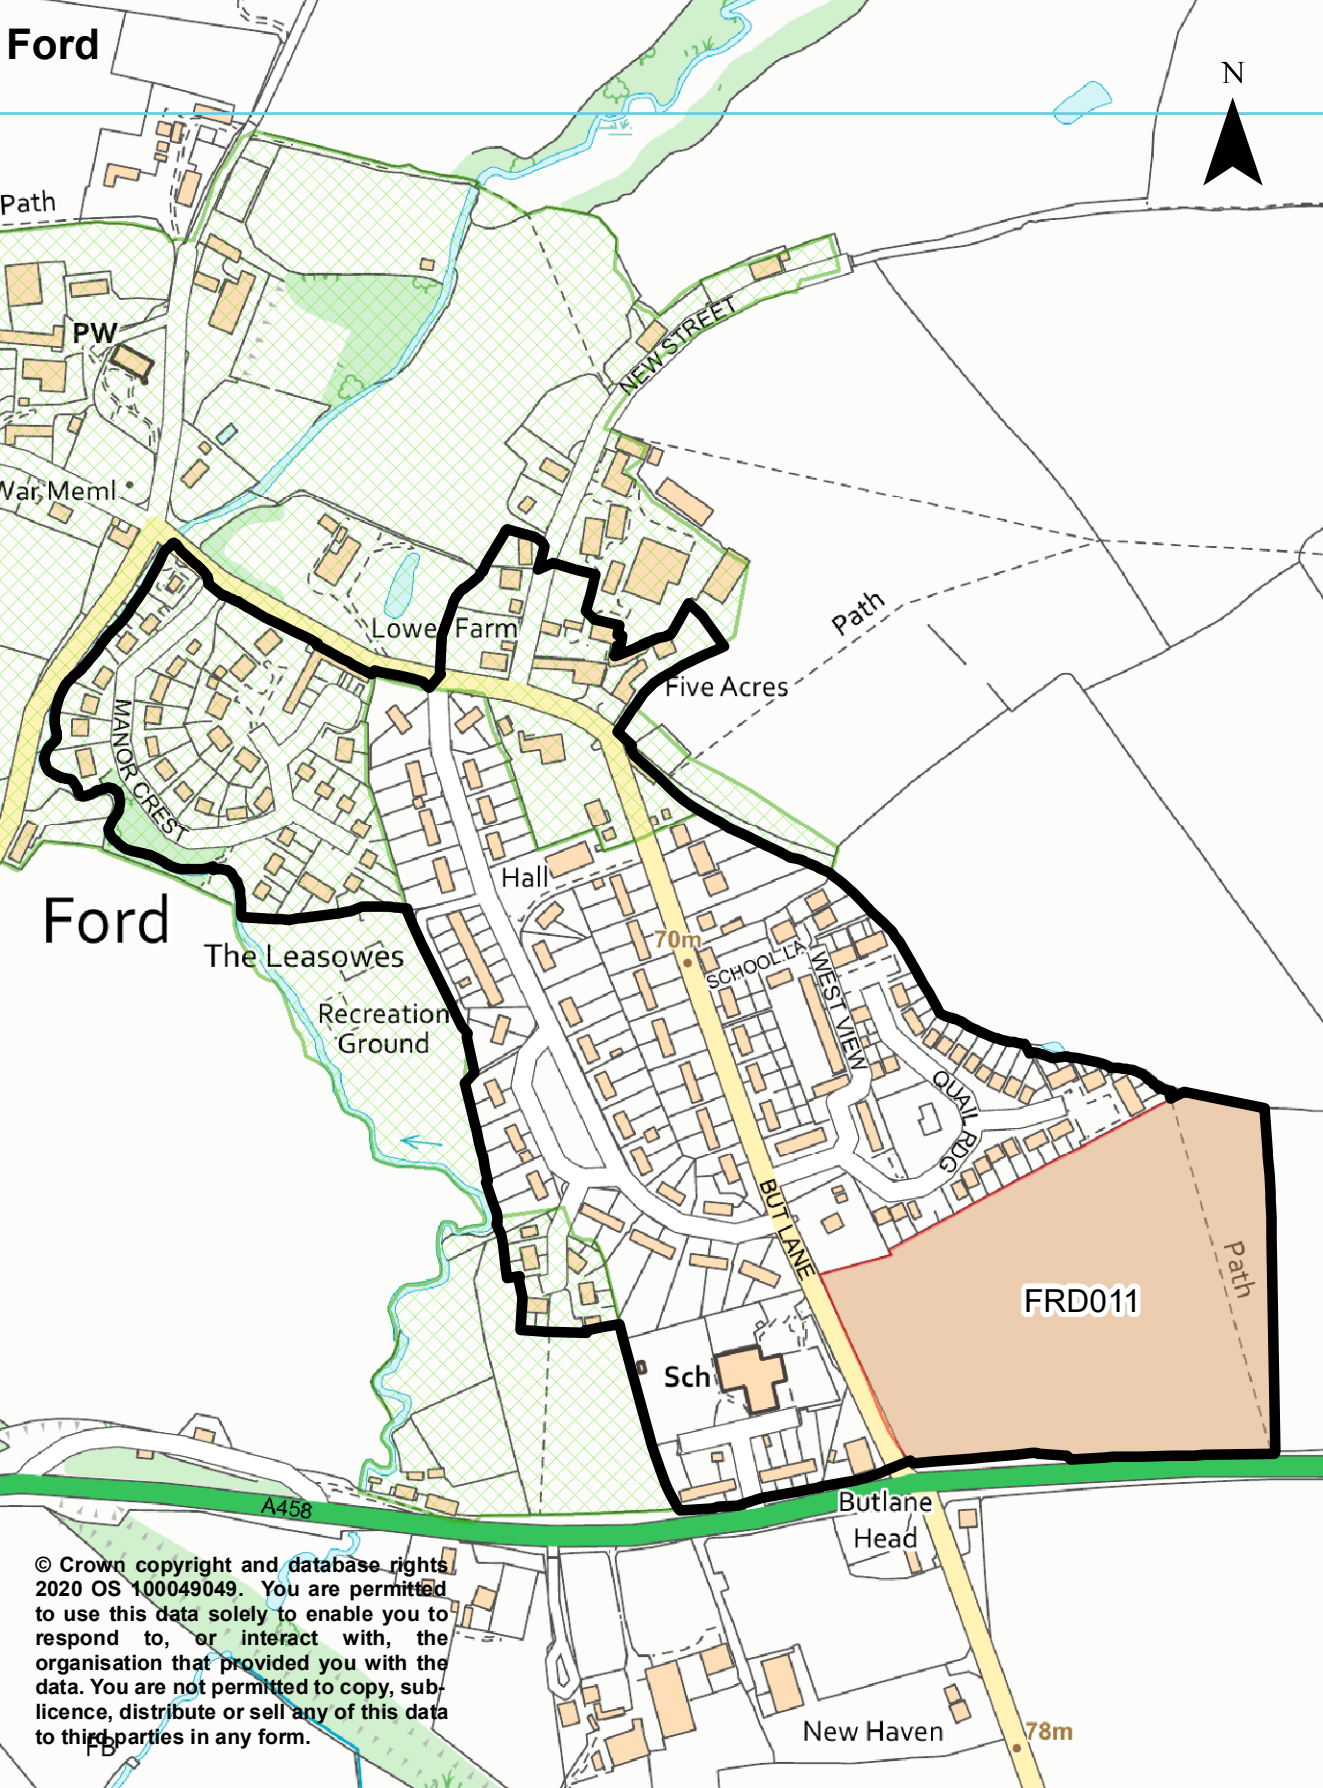 Ford
N
Path
PW
NEW STREET
War Meml
Path
Lowe Farm
Five Acres
MANOR CREST
Hall
Ford
70m
The Leasowes
SCHOOL LA
WEST VIEW
Recreation
Ground
QUAIL RDG
BUT LANE
Path
FRD011
Sch
Butlane
Head
A458
© Crown copyright and database rights
2020 OS 100049049. You are permitted
to use this data solely to enable you to
respond to, or interact with, the
organisation that provided you with the
data. You are not permitted to copy, sub-
licence, distribute or sell any of this data
to third parties in any form.
FB
New Haven
78m